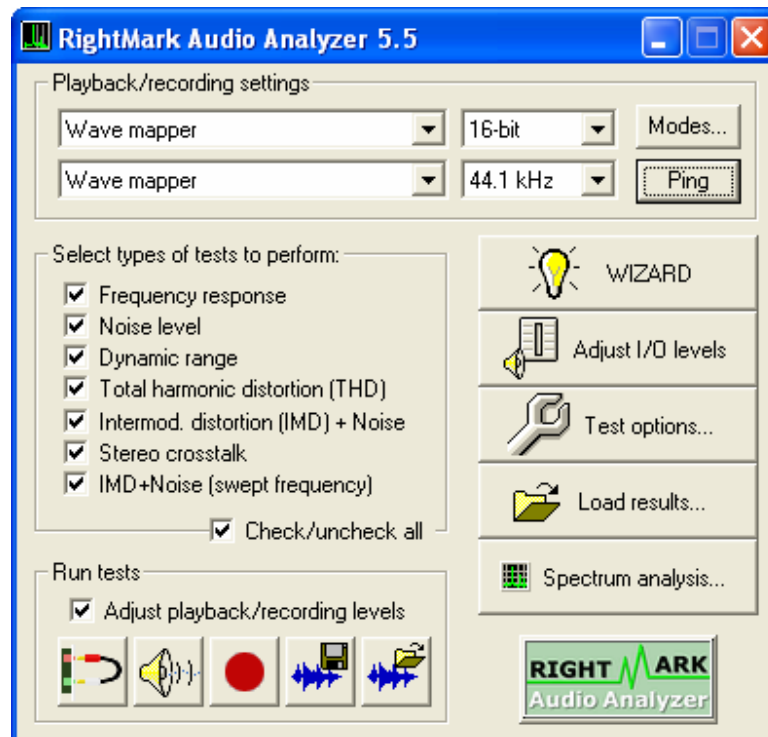 RightMark Audio Analyzer 5.5
Playback/recording settings
Wave mapper 16-bit Modes...
Wave mapper 44.1 kHz Ping
Select types of tests to perform:
Frequency response
Noise level
Dynamic range
Total harmonic distortion (THD)
Intermod. distortion (IMD) + Noise
Stereo crosstalk
IMD+Noise (swept frequency)
Check/uncheck all
WIZARD
Adjust I/O levels
Test options...
Load results...
Spectrum analysis...
Run tests
Adjust playback/recording levels
RIGHT MARK
Audio Analyzer